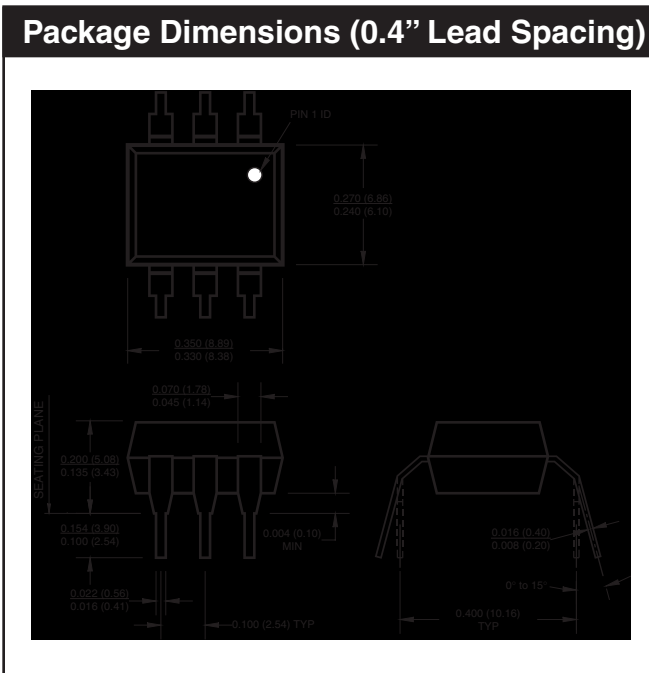 Package Dimensions (0.4” Lead Spacing)
PIN 1 ID
0.270 (6.86)
0.240 (6.10)
0.350 (8.89)
0.330 (8.38)
0.070 (1.78)
0.045 (1.14)
SEATING PLANE
0.200 (5.08)
0.135 (3.43)
0.154 (3.90)
0.100 (2.54)
0.004 (0.10)
MIN
0.016 (0.40)
0.008 (0.20)
0.022 (0.56)
0.016 (0.41)
0° to 15°
0.100 (2.54) TYP
0.400 (10.16)
TYP